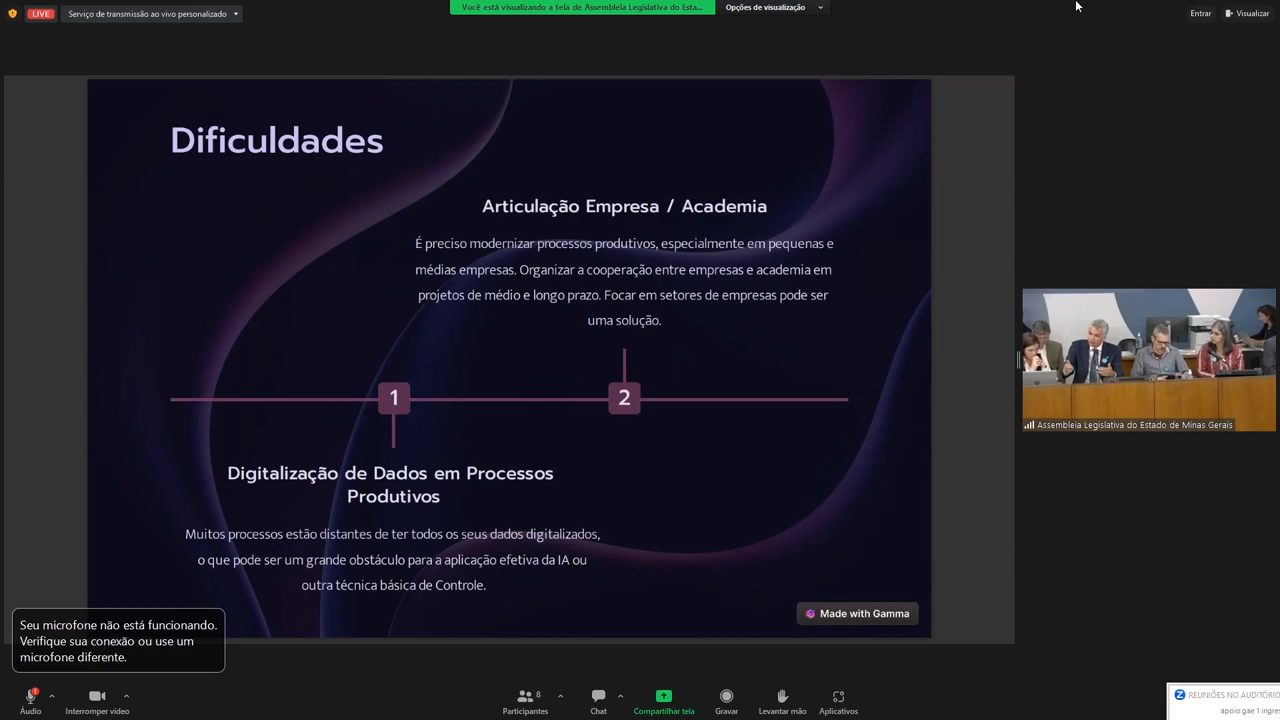 LIVE
Serviço de transmissão ao vivo personalizado
Você está visualizando a tela de Assembleia Legislativa do Esta...
Opções de visualização
Entrar
Visualizar
Dificuldades
Articulação Empresa / Academia
É preciso modernizar processos produtivos, especialmente em pequenas e
médias empresas. Organizar a cooperação entre empresas e academia em
projetos de médio e longo prazo. Focar em setores de empresas pode ser
uma solução.
1
2
Digitalização de Dados em Processos
Produtivos
Muitos processos estão distantes de ter todos os seus dados digitalizados,
o que pode ser um grande obstáculo para a aplicação efetiva da IA ou
outra técnica básica de Controle.
Made with Gamma
Assembleia Legislativa do Estado de Minas Gerais
Seu microfone não está funcionando.
Verifique sua conexão ou use um
microfone diferente.
Áudio
Interromper vídeo
Participantes
8
Chat
Compartilhar tela
Gravar
Levantar mão
Aplicativos
REUNIÕES NO AUDITÓRIO
apoio gae 1 ingres